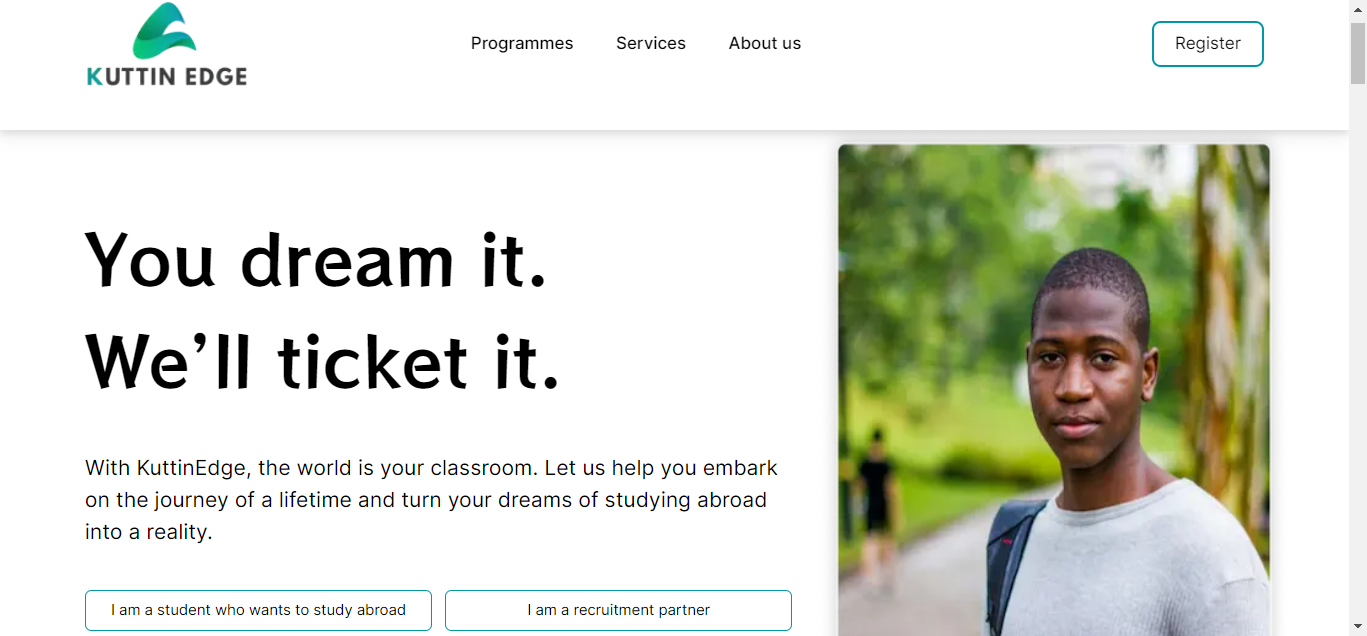 KUTTIN EDGE
Programmes
Services
About us
Register
You dream it.
We’ll ticket it.
With KuttinEdge, the world is your classroom. Let us help you embark
on the journey of a lifetime and turn your dreams of studying abroad
into a reality.
I am a student who wants to study abroad
I am a recruitment partner